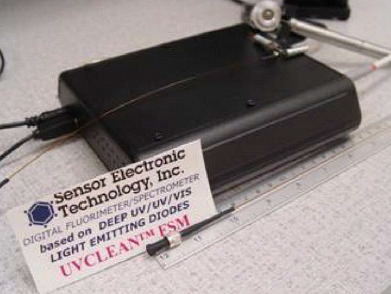 Sensor Electronic
Technology, Inc.
DIGITAL FLUORIMETER/SPECTROMETER
based on DEEP UV/UV/VIS
LIGHT EMITTING DIODES
UVCLEAN™ FSM